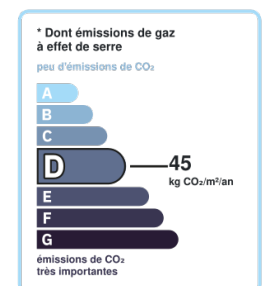 * Dont émissions de gaz
à effet de serre
peu d'émissions de CO₂
A
B
C
D
45
kg CO₂/m²/an
E
F
G
émissions de CO₂
très importantes